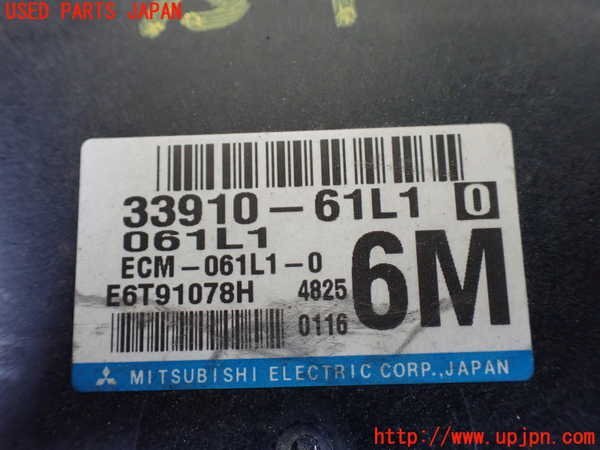 USED PARTS JAPAN
33910-61L1 0
061L1
ECM-061L1-0
E6T91078H 4825
0116
6M
MITSUBISHI ELECTRIC CORP., JAPAN
http://www.upjpn.com/